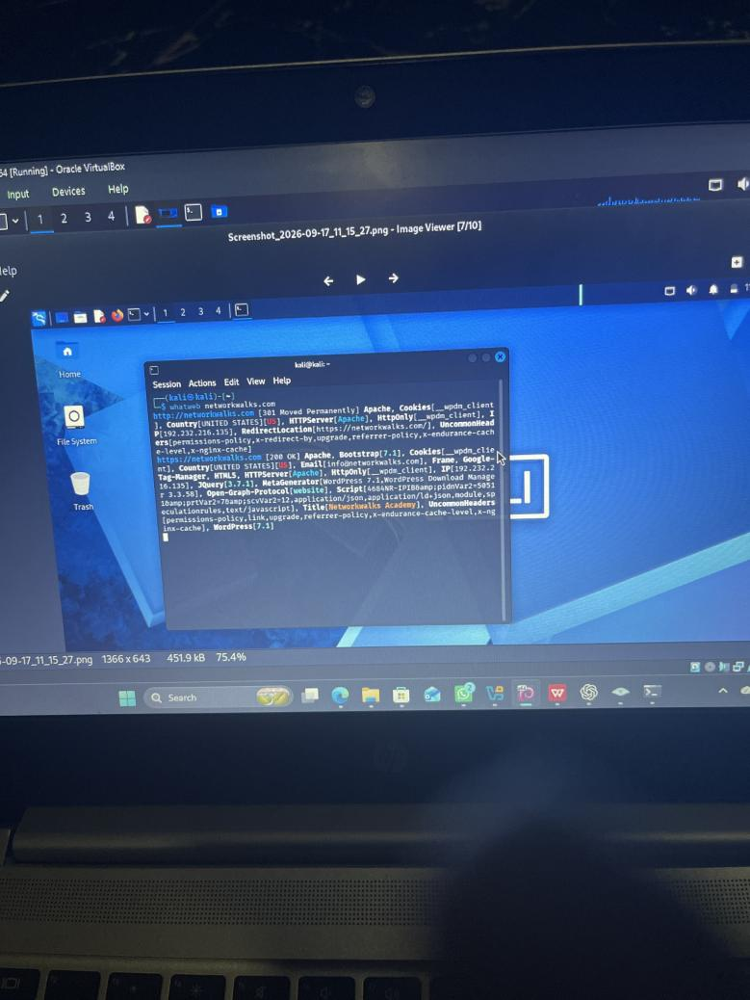 64 [Running] - Oracle VirtualBox
Input Devices Help
1 2 3 4
Screenshot_2026-09-17_11_15_27.png - Image Viewer [7/10]
Help
1 2 3 4
Home
File System
Trash
kali@kali: ~
Session Actions Edit View Help
(kali㉿kali)-[~]
$ whatweb networkwalks.com
http://networkwalks.com [301 Moved Permanently] Apache, Cookies[__wpdm_client
], Country[UNITED STATES][US], HTTPServer[Apache], HttpOnly[__wpdm_client], I
P[192.232.216.135], RedirectLocation[https://networkwalks.com/], UncommonHead
ers[permissions-policy,x-redirect-by,upgrade,referrer-policy,x-endurance-cach
e-level,x-nginx-cache]
https://networkwalks.com [200 OK] Apache, Bootstrap[7.1], Cookies[__wpdm_clie
nt], Country[UNITED STATES][US], Email[info@networkwalks.com], Frame, Google-
Tag-Manager, HTML5, HTTPServer[Apache], HttpOnly[__wpdm_client], IP[192.232.2
16.135], JQuery[3.7.1], MetaGenerator[WordPress 7.1,WordPress Download Manage
r 3.3.58], Open-Graph-Protocol[website], Script[4684NR-IPIB&amp;pidnVar2=5051
1&amp;prtVar2=7&amp;scvVar2=12,application/json,application/ld+json,module,sp
eculationrules,text/javascript], Title[Networkwalks Academy], UncommonHeaders
[permissions-policy,link,upgrade,referrer-policy,x-endurance-cache-level,x-ng
inx-cache], WordPress[7.1]
-09-17_11_15_27.png 1366 x 643 451.9 kB 75.4%
Search
hp